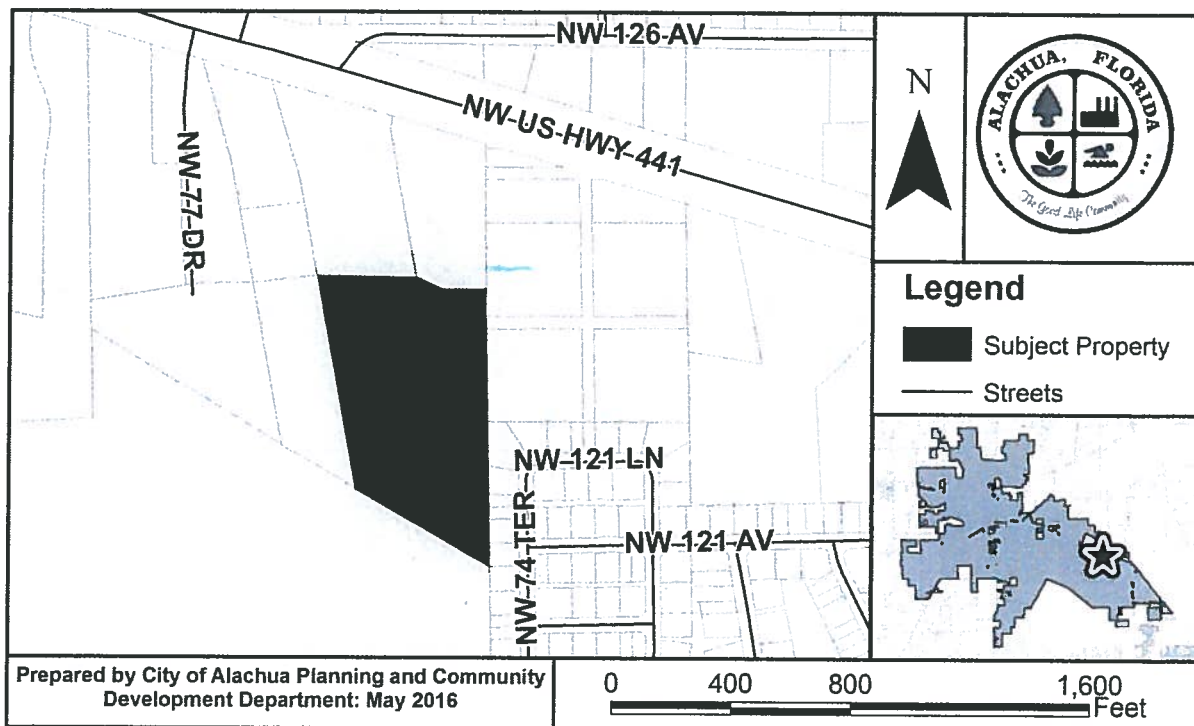 NW 126 AV
NW US HWY 441
NW 77 DR
NW 121 LN
NW 74 TER
NW 121 AV
N
ALACHUA, FLORIDA
The Good Life Community
Legend
Subject Property
Streets
Prepared by City of Alachua Planning and Community
Development Department: May 2016
0 400 800 1,600
Feet